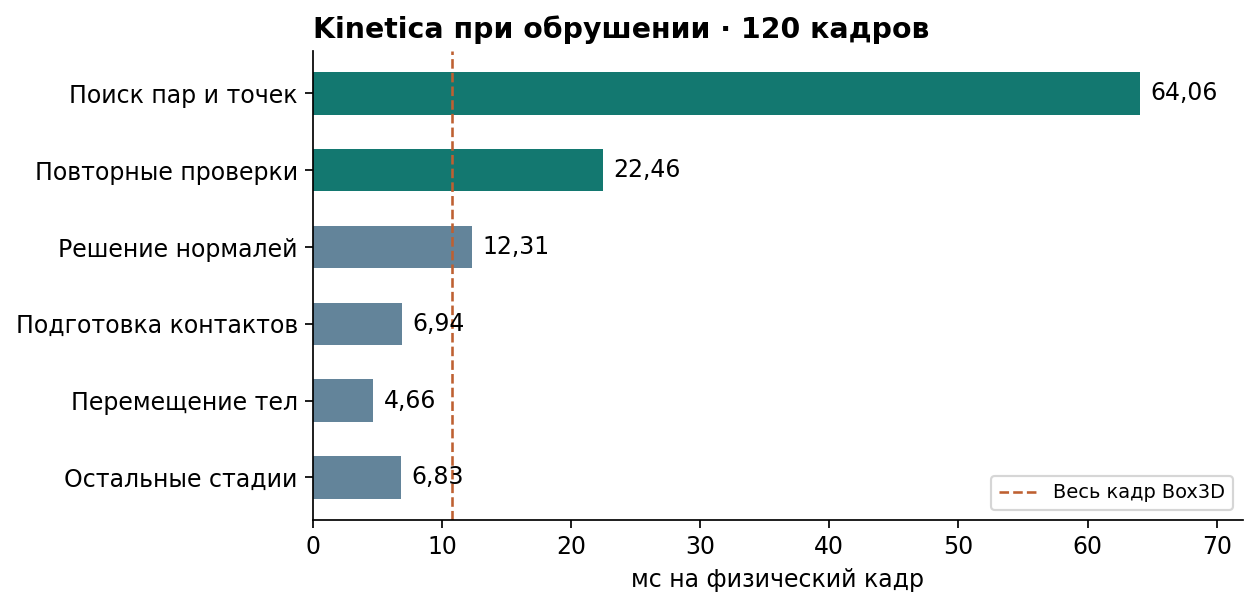 Kinetica при обрушении · 120 кадров
Поиск пар и точек 64,06
Повторные проверки 22,46
Решение нормалей 12,31
Подготовка контактов 6,94
Перемещение тел 4,66
Остальные стадии 6,83
Весь кадр Box3D
0 10 20 30 40 50 60 70
мс на физический кадр